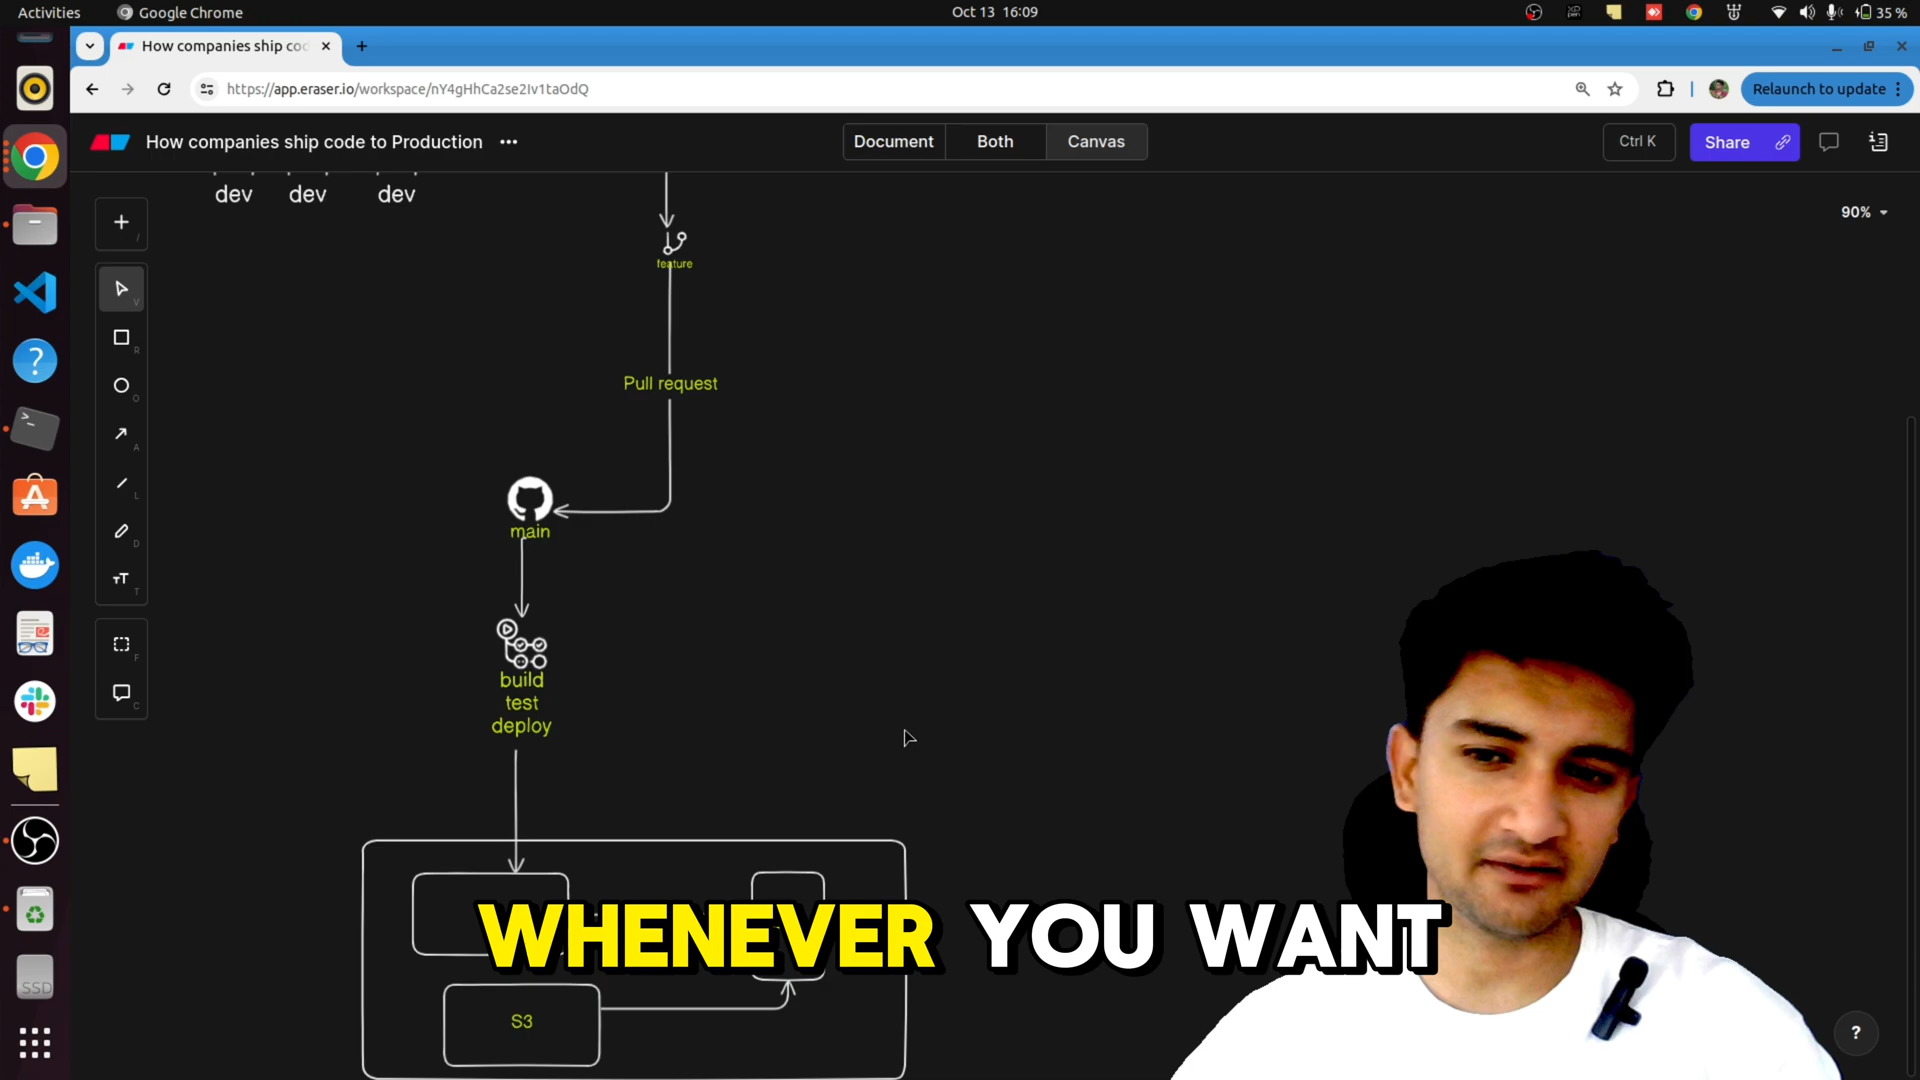 Activities
Google Chrome
Oct 13 16:09
35 %
How companies ship cod
https://app.eraser.io/workspace/nY4gHhCa2se2Iv1taOdQ
Relaunch to update
How companies ship code to Production
Document
Both
Canvas
Ctrl K
Share
90%
dev
dev
dev
feature
Pull request
main
build
test
deploy
WHENEVER YOU WANT
S3
SSD
/
V
R
O
A
L
D
T
F
C
?